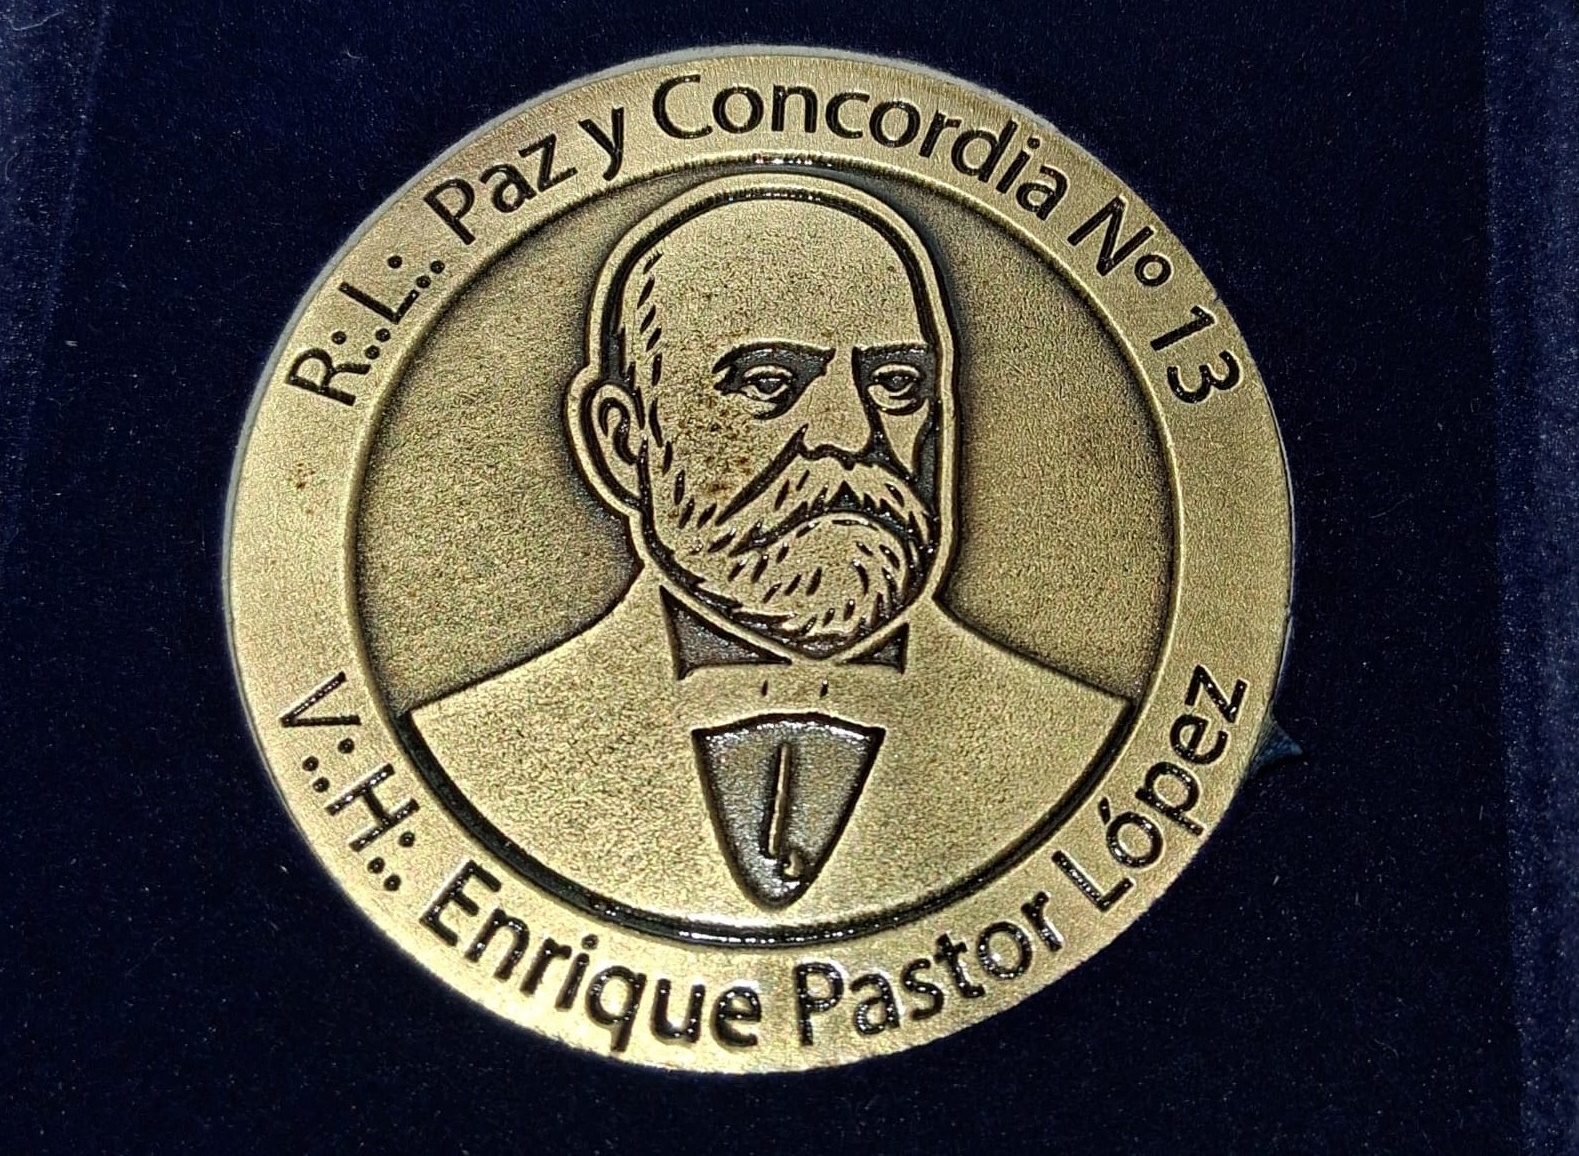 R∴L∴ Paz y Concordia Nº 13
V∴H∴ Enrique Pastor López